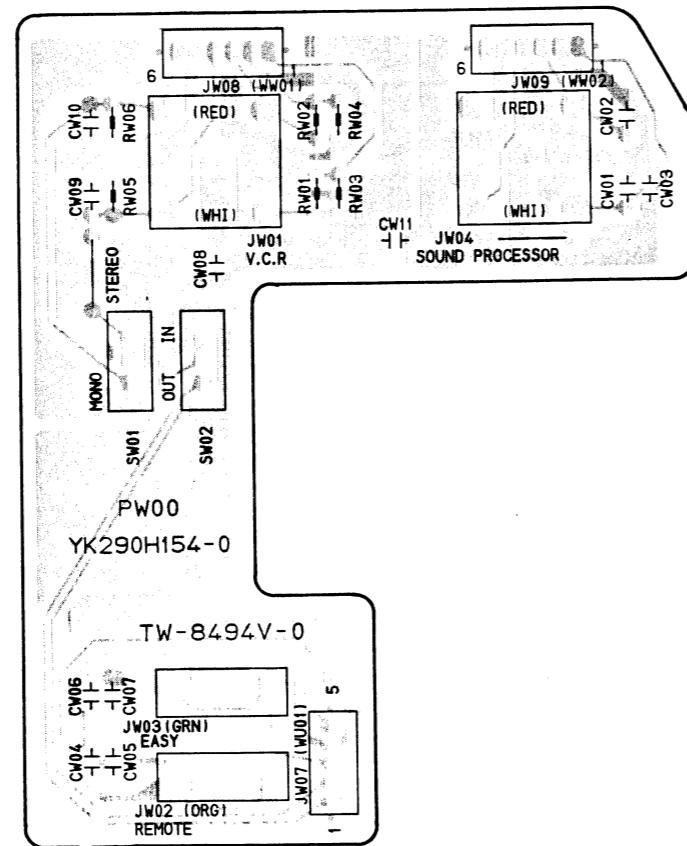 6
JW08 (WW01)
6
JW09 (WW02)
CW10
RW06
(RED)
RW02
RW04
(RED)
CW02
CW09
RW05
(WHI)
RW01
RW03
(WHI)
CW01
CW03
JW01
V.C.R
CW11
JW04
SOUND PROCESSOR
STEREO
CW08
MONO
OUT
IN
SW01
SW02
PW00
YK290H154-0
TW-8494V-0
CW06
CW07
JW03(GRN)
EASY
5
CW04
CW05
JW02 (ORG)
REMOTE
JW07 (WU01)
1